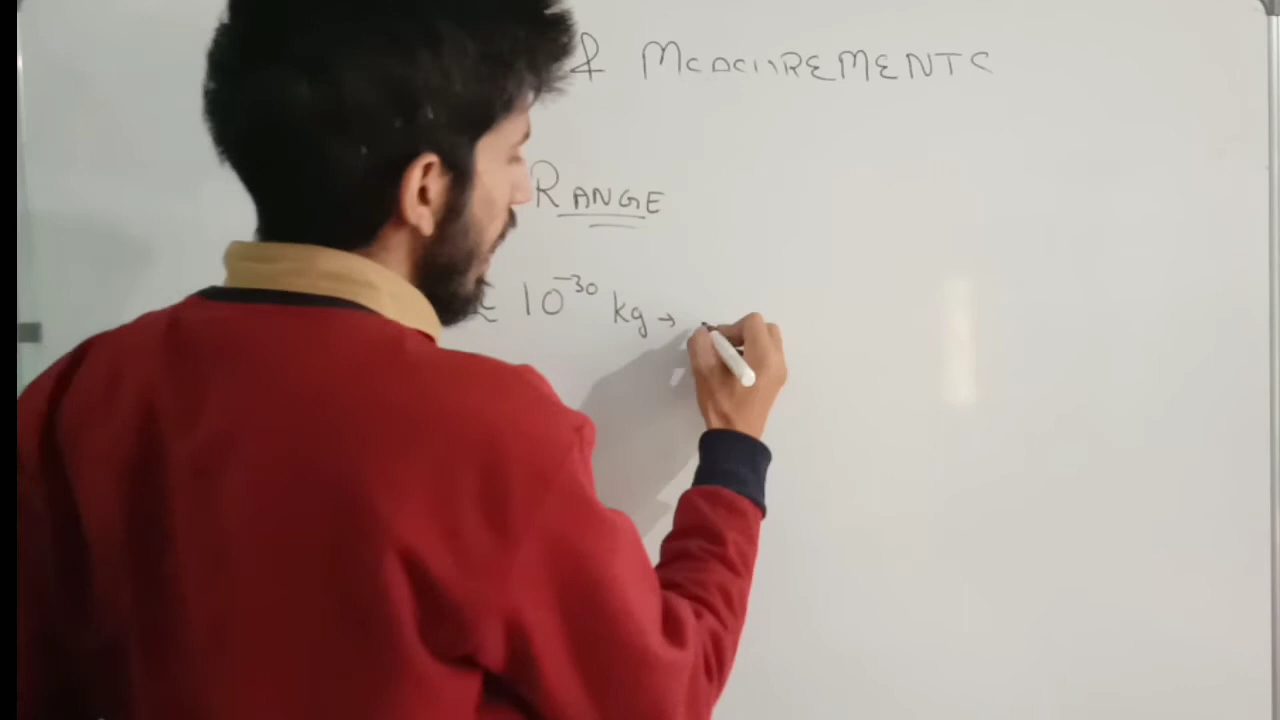 & MEASUREMENTS
RANGE
≈ 10⁻³⁰ kg →